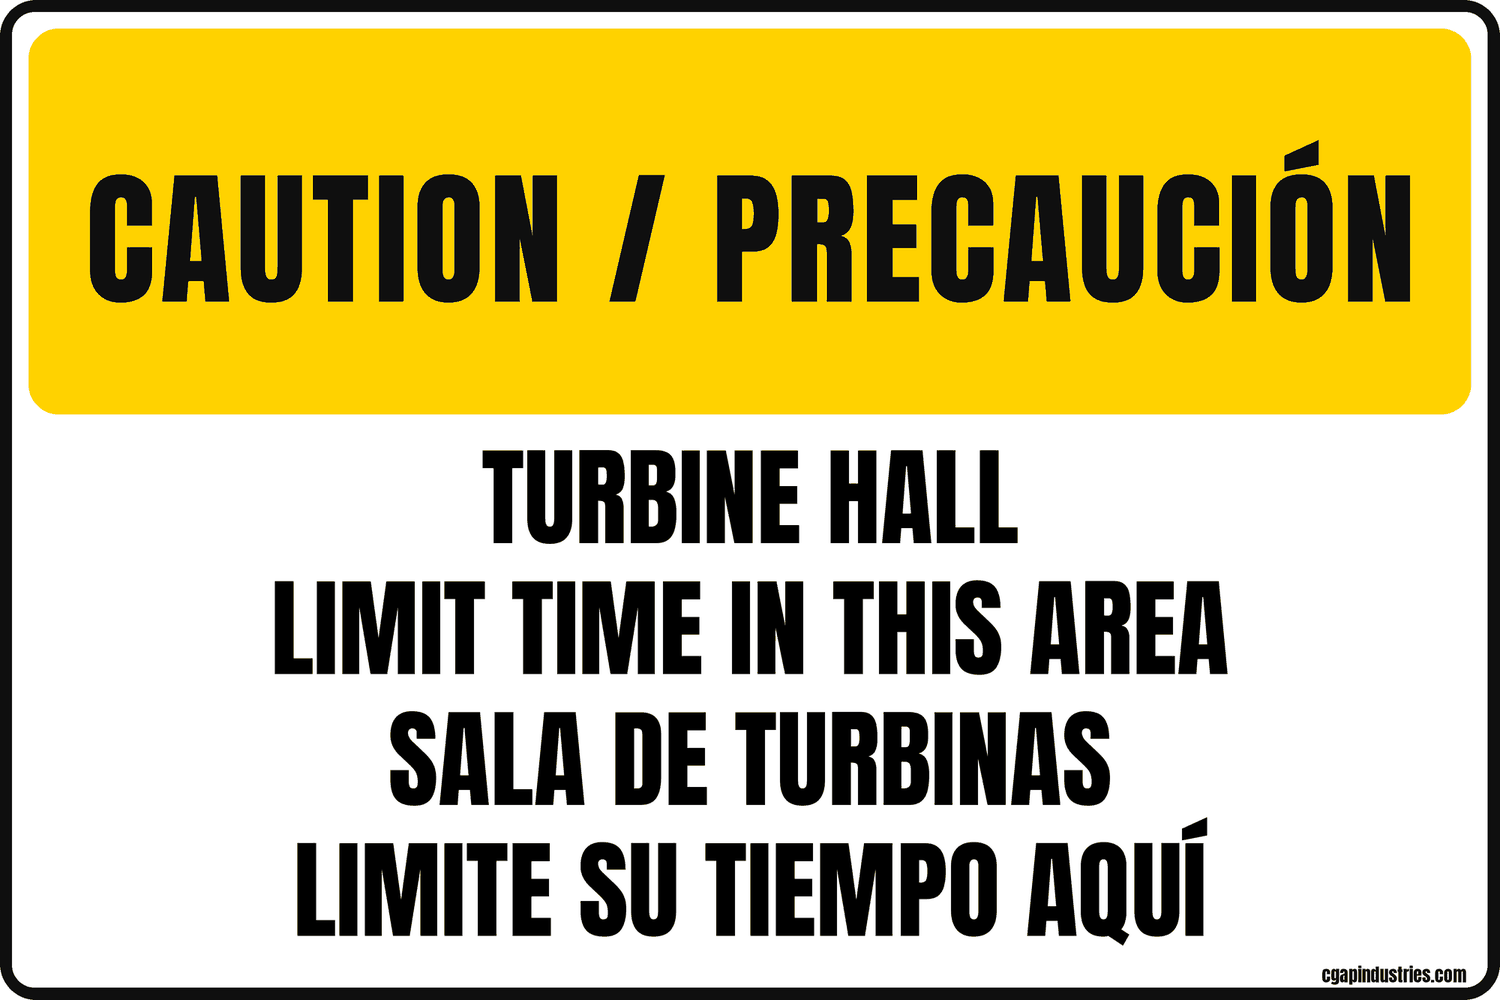 CAUTION / PRECAUCIÓN
TURBINE HALL
LIMIT TIME IN THIS AREA
SALA DE TURBINAS
LIMITE SU TIEMPO AQUÍ
cgapindustries.com